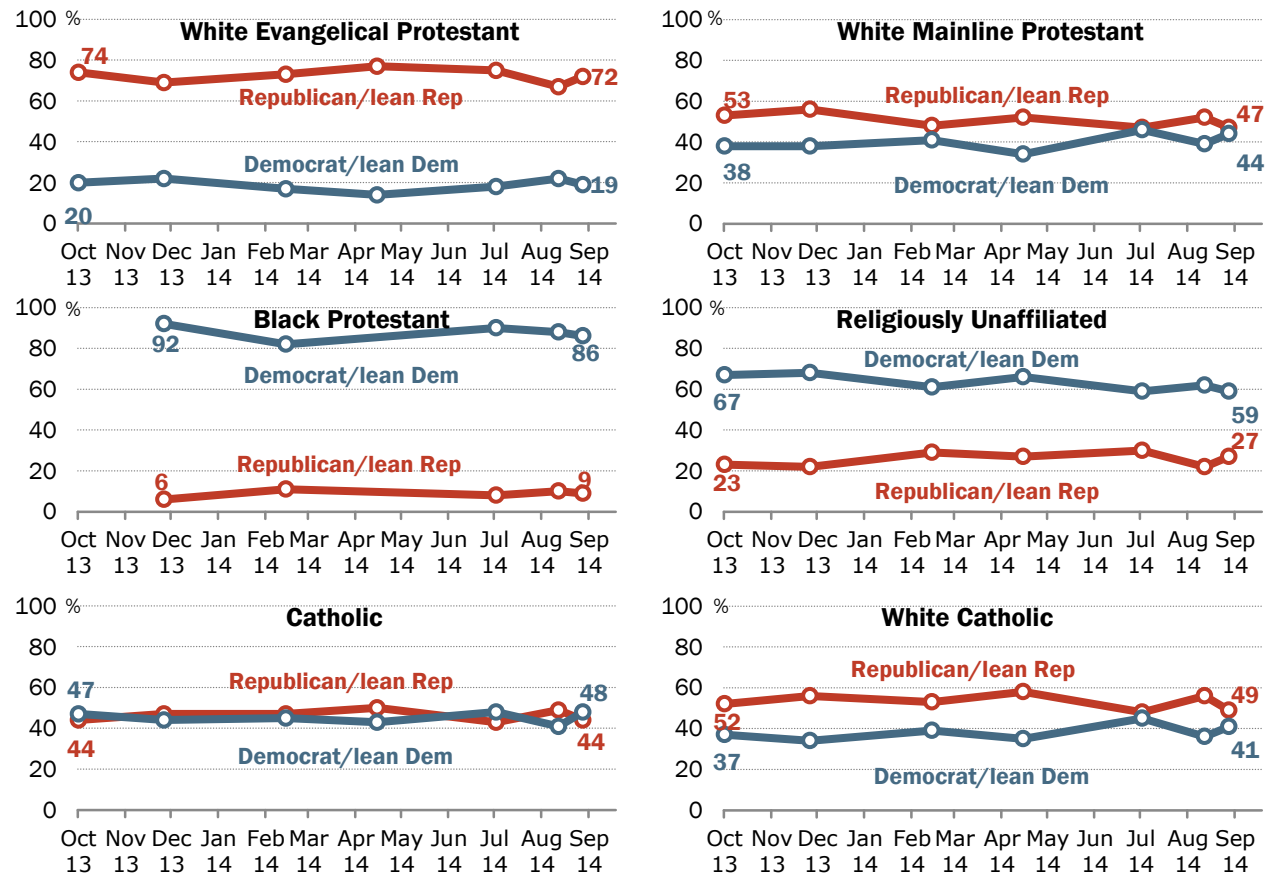 100 %
White Evangelical Protestant
74
80
72
Republican/lean Rep
60
40
Democrat/lean Dem
20
19
20
0
Oct Nov Dec Jan Feb Mar Apr May Jun Jul Aug Sep
13 13 13 14 14 14 14 14 14 14 14 14
100 %
White Mainline Protestant
80
60
53
Republican/lean Rep
47
40
38
44
20
Democrat/lean Dem
0
Oct Nov Dec Jan Feb Mar Apr May Jun Jul Aug Sep
13 13 13 14 14 14 14 14 14 14 14 14
100 %
Black Protestant
92
86
80
Democrat/lean Dem
60
40
Republican/lean Rep
20
6
9
0
Oct Nov Dec Jan Feb Mar Apr May Jun Jul Aug Sep
13 13 13 14 14 14 14 14 14 14 14 14
100 %
Religiously Unaffiliated
80
Democrat/lean Dem
60
67
59
40
27
20
23
Republican/lean Rep
0
Oct Nov Dec Jan Feb Mar Apr May Jun Jul Aug Sep
13 13 13 14 14 14 14 14 14 14 14 14
100 %
Catholic
80
60
47
Republican/lean Rep
48
40
44
44
Democrat/lean Dem
20
0
Oct Nov Dec Jan Feb Mar Apr May Jun Jul Aug Sep
13 13 13 14 14 14 14 14 14 14 14 14
100 %
White Catholic
80
Republican/lean Rep
60
49
52
40
37
41
Democrat/lean Dem
20
0
Oct Nov Dec Jan Feb Mar Apr May Jun Jul Aug Sep
13 13 13 14 14 14 14 14 14 14 14 14